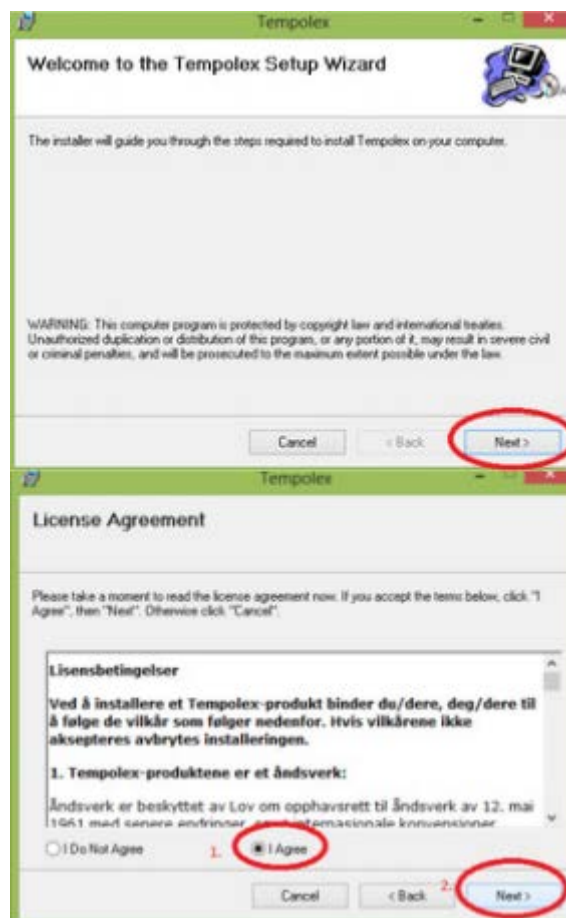 Tempolex
Welcome to the Tempolex Setup Wizard
The installer will guide you through the steps required to install Tempolex on your computer.
WARNING: This computer program is protected by copyright law and international treaties.
Unauthorized duplication or distribution of this program, or any portion of it, may result in severe civil
or criminal penalties, and will be prosecuted to the maximum extent possible under the law.
Cancel < Back Next >
Tempolex
License Agreement
Please take a moment to read the license agreement now. If you accept the terms below, click "I
Agree", then "Next". Otherwise click "Cancel".
Lisensbetingelser
Ved å installere et Tempolex-produkt binder du/dere, deg/dere til
å følge de vilkår som følger nedenfor. Hvis vilkårene ikke
aksepteres avbrytes installeringen.
1. Tempolex-produktene er et åndsverk:
Åndsverk er beskyttet av Lov om opphavsrett til åndsverk av 12. mai
1961 med senere endringer, samt internasjonale konvensjoner.
I Do Not Agree 1. I Agree
Cancel < Back 2. Next >